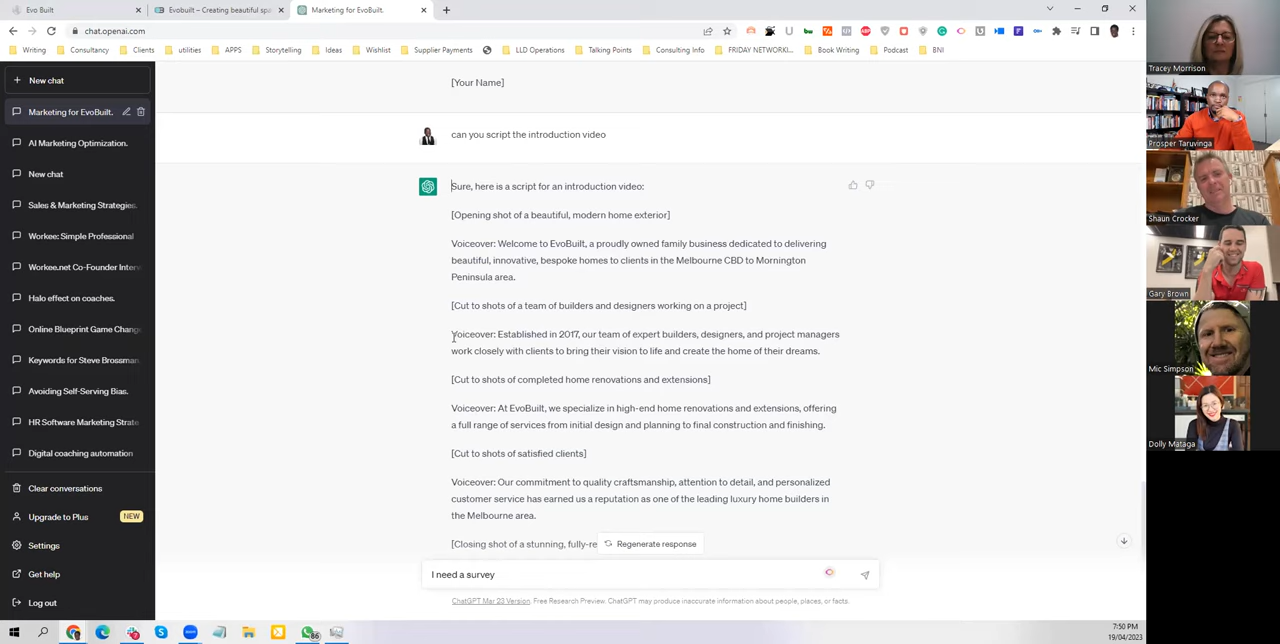 Evo Built
Evobuilt – Creating beautiful spa
Marketing for EvoBuilt.
chat.openai.com
Writing
Consultancy
Clients
utilities
APPS
Storytelling
Ideas
Wishlist
Supplier Payments
LLD Operations
Talking Points
Consulting Info
FRIDAY NETWORKI...
Book Writing
Podcast
BNI
New chat
Marketing for EvoBuilt.
AI Marketing Optimization.
New chat
Sales & Marketing Strategies.
Workee: Simple Professional
Workee.net Co-Founder Interv
Halo effect on coaches.
Online Blueprint Game Change
Keywords for Steve Brossman
Avoiding Self-Serving Bias.
HR Software Marketing Strate
Digital coaching automation
Clear conversations
Upgrade to Plus
NEW
Settings
Get help
Log out
[Your Name]
can you script the introduction video
Sure, here is a script for an introduction video:
[Opening shot of a beautiful, modern home exterior]
Voiceover: Welcome to EvoBuilt, a proudly owned family business dedicated to delivering
beautiful, innovative, bespoke homes to clients in the Melbourne CBD to Mornington
Peninsula area.
[Cut to shots of a team of builders and designers working on a project]
Voiceover: Established in 2017, our team of expert builders, designers, and project managers
work closely with clients to bring their vision to life and create the home of their dreams.
[Cut to shots of completed home renovations and extensions]
Voiceover: At EvoBuilt, we specialize in high-end home renovations and extensions, offering
a full range of services from initial design and planning to final construction and finishing.
[Cut to shots of satisfied clients]
Voiceover: Our commitment to quality craftsmanship, attention to detail, and personalized
customer service has earned us a reputation as one of the leading luxury home builders in
the Melbourne area.
[Closing shot of a stunning, fully-re
Regenerate response
I need a survey
ChatGPT Mar 23 Version. Free Research Preview. ChatGPT may produce inaccurate information about people, places, or facts.
Tracey Morrison
Prosper Taruvinga
Shaun Crocker
Gary Brown
Mic Simpson
Dolly Mataga
86
7:50 PM
19/04/2023